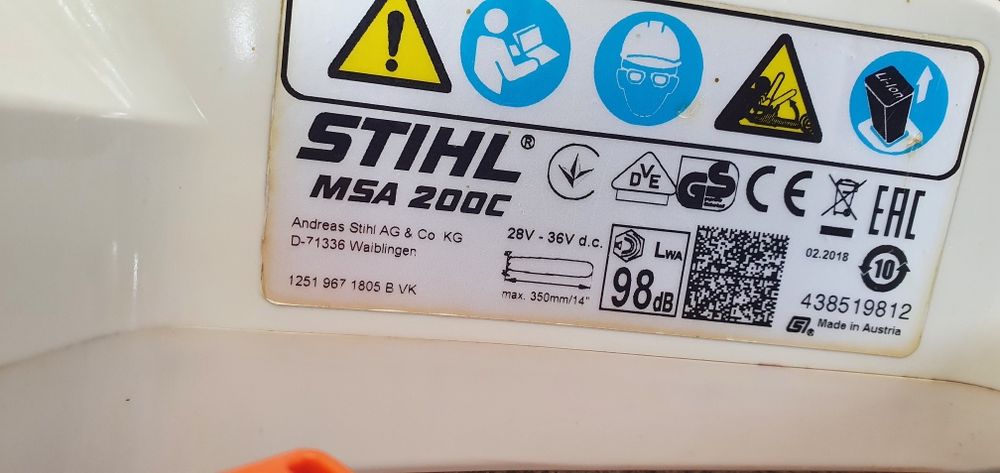 Li-Ion
STIHL®
MSA 200C
DVE
GS
CE
EAC
Andreas Stihl AG & Co KG
D-71336 Waiblingen
28V - 36V d.c.
LWA
98dB
02.2018
10
1251 967 1805 B VK
max. 350mm/14"
438519812
Made in Austria